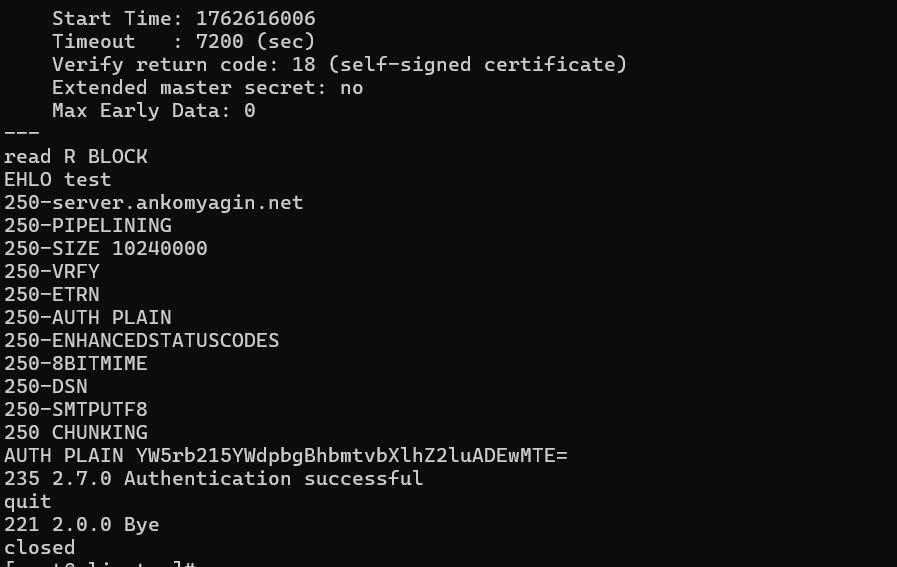 Start Time: 1762616006
Timeout   : 7200 (sec)
Verify return code: 18 (self-signed certificate)
Extended master secret: no
Max Early Data: 0
---
read R BLOCK
EHLO test
250-server.ankomyagin.net
250-PIPELINING
250-SIZE 10240000
250-VRFY
250-ETRN
250-AUTH PLAIN
250-ENHANCEDSTATUSCODES
250-8BITMIME
250-DSN
250-SMTPUTF8
250 CHUNKING
AUTH PLAIN YW5rb215YWdpbgBhbmtvbXlhZ2luADEwMTE=
235 2.7.0 Authentication successful
quit
221 2.0.0 Bye
closed